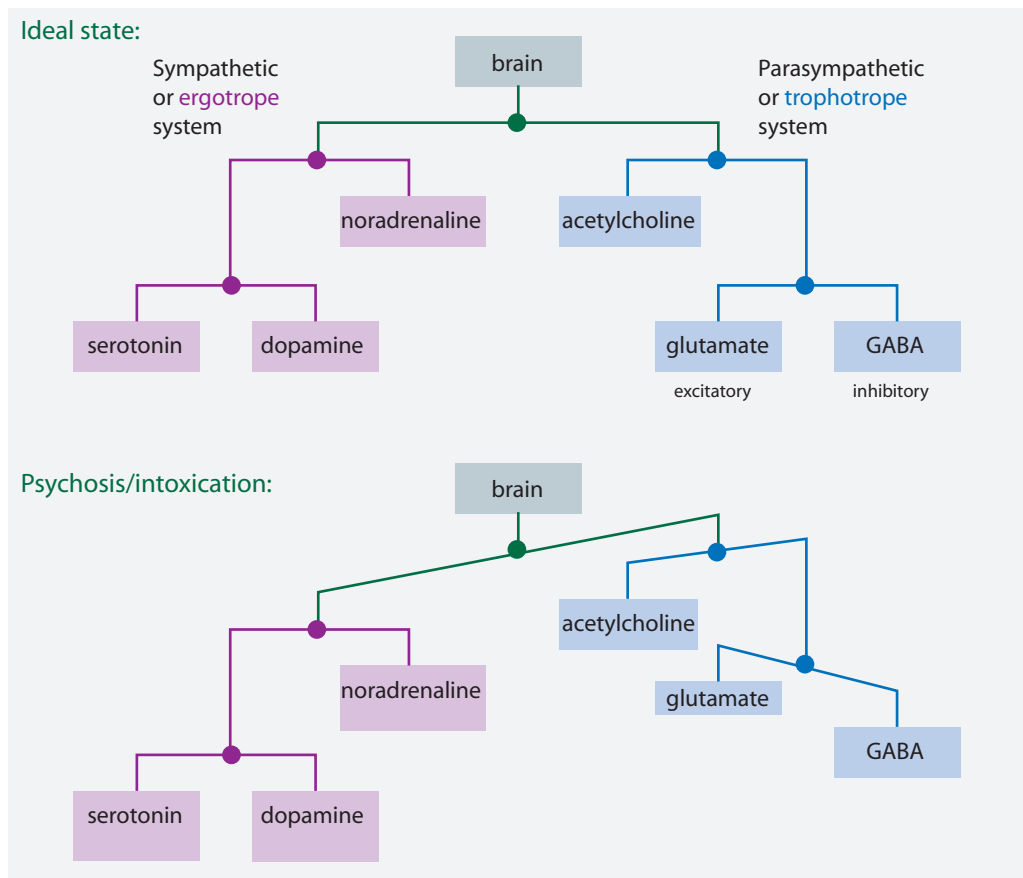 Ideal state:
brain
Sympathetic
or ergotrope
system
Parasympathetic
or trophotrope
system
noradrenaline
acetylcholine
serotonin
dopamine
glutamate
GABA
excitatory
inhibitory
Psychosis/intoxication:
brain
acetylcholine
noradrenaline
glutamate
GABA
serotonin
dopamine